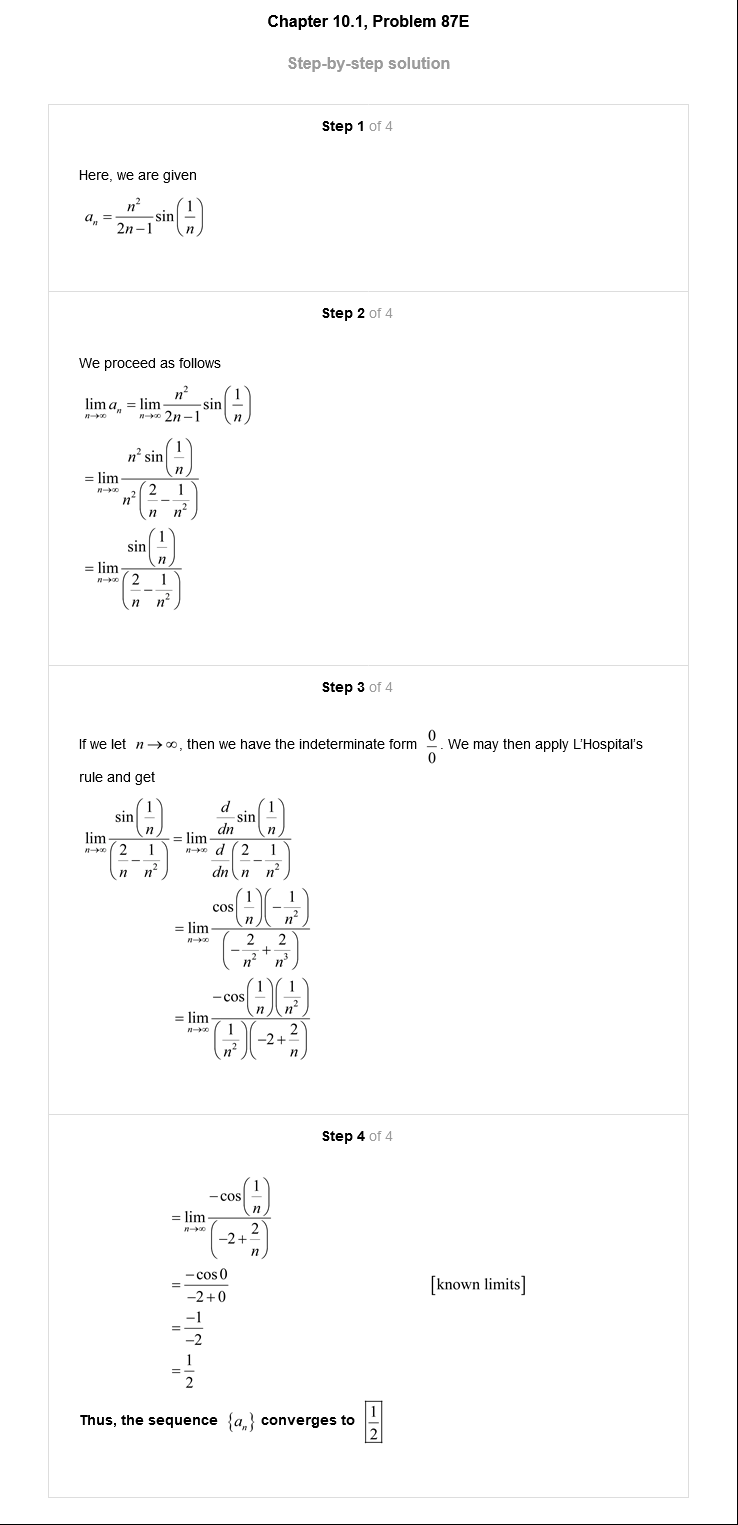 Chapter 10.1, Problem 87E
Step-by-step solution
Step 1 of 4
Here, we are given
$a_n = \frac{n^2}{2n-1} \sin\left(\frac{1}{n}\right)$
Step 2 of 4
We proceed as follows
$\lim_{n \to \infty} a_n = \lim_{n \to \infty} \frac{n^2}{2n-1} \sin\left(\frac{1}{n}\right)$
$= \lim_{n \to \infty} \frac{n^2 \sin\left(\frac{1}{n}\right)}{n^2 \left(\frac{2}{n} - \frac{1}{n^2}\right)}$
$= \lim_{n \to \infty} \frac{\sin\left(\frac{1}{n}\right)}{\left(\frac{2}{n} - \frac{1}{n^2}\right)}$
Step 3 of 4
If we let $n \to \infty$, then we have the indeterminate form $\frac{0}{0}$. We may then apply L'Hospital's
rule and get
$\lim_{n \to \infty} \frac{\sin\left(\frac{1}{n}\right)}{\left(\frac{2}{n} - \frac{1}{n^2}\right)} = \lim_{n \to \infty} \frac{\frac{d}{dn} \sin\left(\frac{1}{n}\right)}{\frac{d}{dn} \left(\frac{2}{n} - \frac{1}{n^2}\right)}$
$= \lim_{n \to \infty} \frac{\cos\left(\frac{1}{n}\right)\left(-\frac{1}{n^2}\right)}{\left(-\frac{2}{n^2} + \frac{2}{n^3}\right)}$
$= \lim_{n \to \infty} \frac{-\cos\left(\frac{1}{n}\right)\left(\frac{1}{n^2}\right)}{\left(\frac{1}{n^2}\right)\left(-2 + \frac{2}{n}\right)}$
Step 4 of 4
$= \lim_{n \to \infty} \frac{-\cos\left(\frac{1}{n}\right)}{\left(-2 + \frac{2}{n}\right)}$
$= \frac{-\cos 0}{-2+0}$ [known limits]
$= \frac{-1}{-2}$
$= \frac{1}{2}$
Thus, the sequence $\{a_n\}$ converges to $\boxed{\frac{1}{2}}$